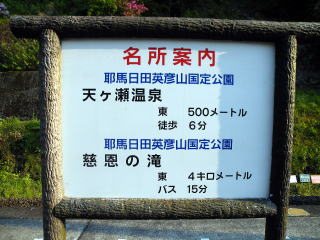 名所案内
耶馬日田英彦山国定公園
天ヶ瀬温泉
東 500メートル
徒歩 6分
耶馬日田英彦山国定公園
慈恩の滝
東 4キロメートル
バス 15分